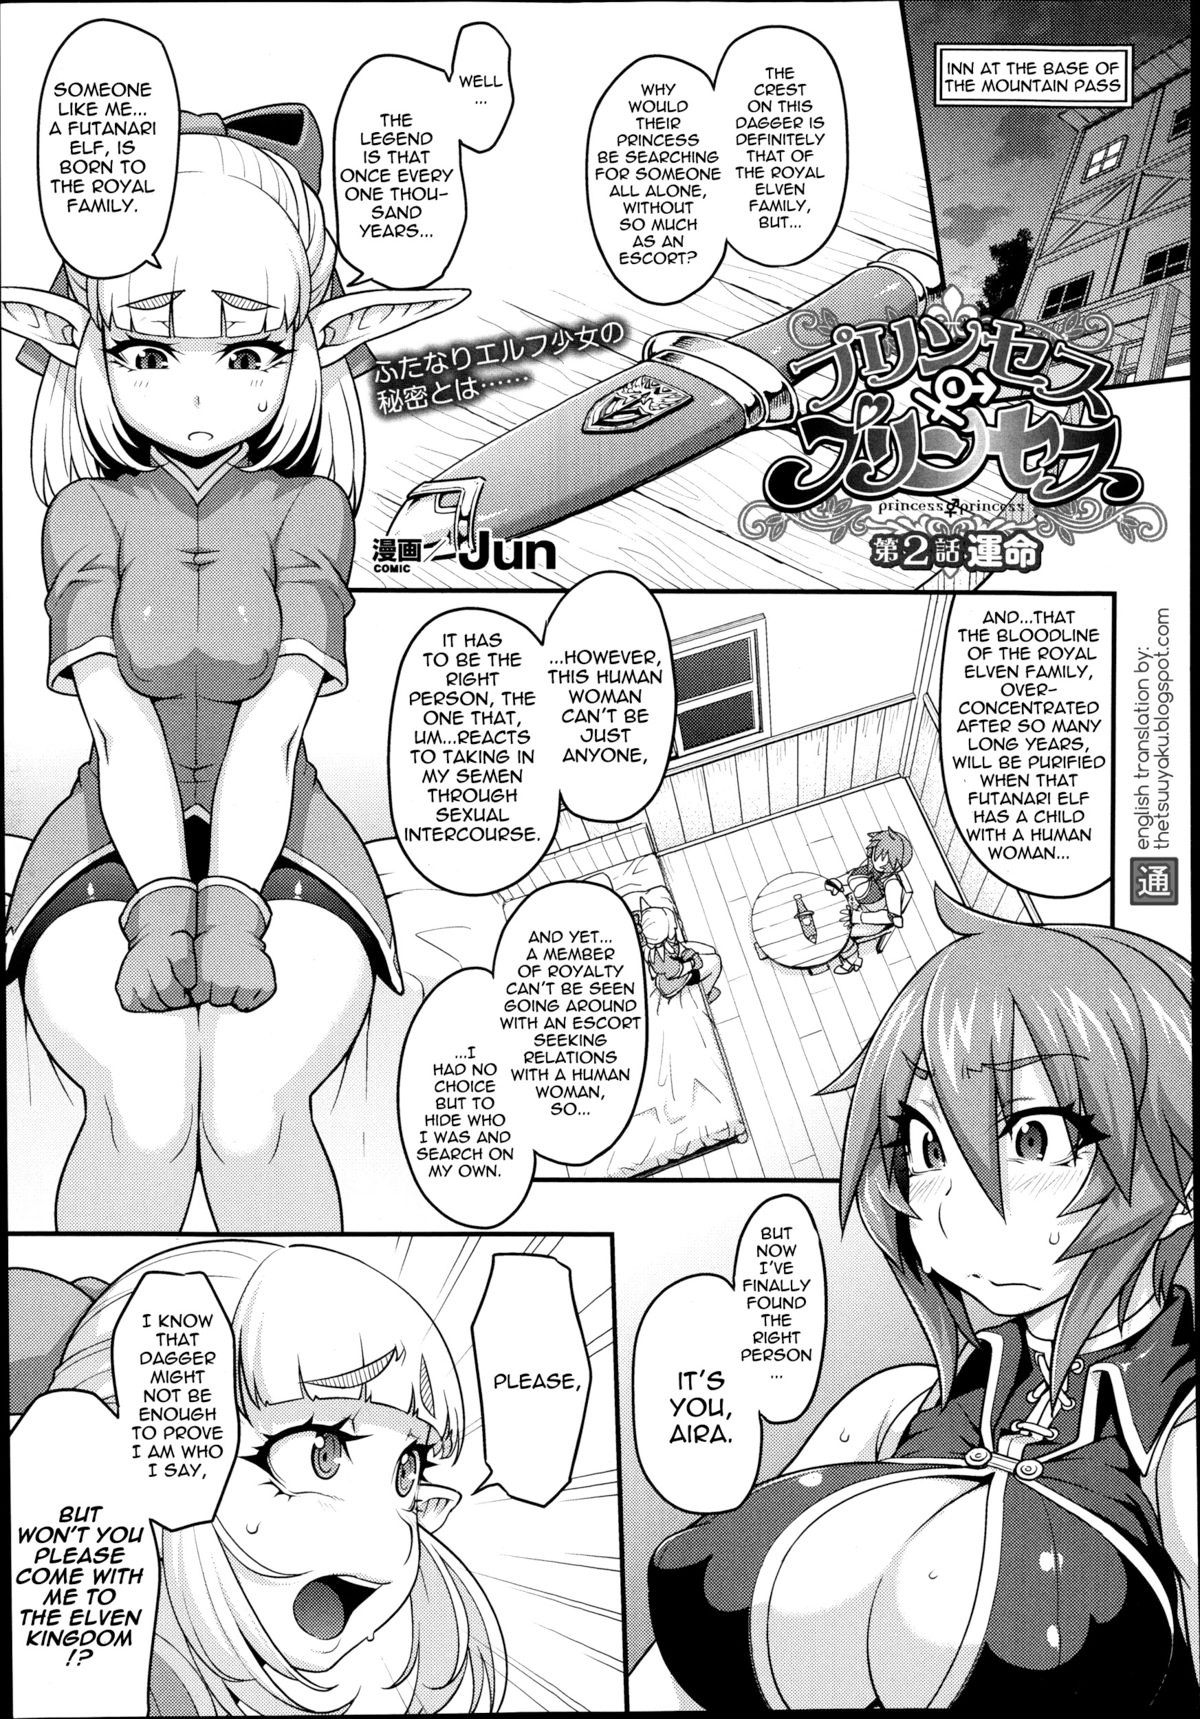 INN AT THE BASE OF
THE MOUNTAIN PASS
THE
CREST
ON THIS
DAGGER IS
DEFINITELY
THAT OF
THE ROYAL
ELVEN
FAMILY,
BUT...
WHY
WOULD
THEIR
PRINCESS
BE SEARCHING
FOR SOMEONE
ALL ALONE,
WITHOUT
SO MUCH
AS AN
ESCORT?
WELL
...
THE
LEGEND
IS THAT
ONCE EVERY
ONE THOU-
SAND
YEARS...
SOMEONE
LIKE ME...
A FUTANARI
ELF, IS
BORN TO
THE ROYAL
FAMILY.
ふたなりエルフ少女の
秘密とは……
プリンセス
プリンセス
princess⚥princess
第2話 運命
漫画
COMIC
Jun
AND...THAT
THE BLOODLINE
OF THE ROYAL
ELVEN FAMILY,
OVER-
CONCENTRATED
AFTER SO MANY
LONG YEARS,
WILL BE PURIFIED
WHEN THAT
FUTANARI ELF
HAS A CHILD
WITH A HUMAN
WOMAN...
...HOWEVER,
THIS HUMAN
WOMAN
CAN'T BE
JUST
ANYONE,
IT HAS
TO BE THE
RIGHT
PERSON, THE
ONE THAT,
UM...REACTS
TO TAKING IN
MY SEMEN
THROUGH
SEXUAL
INTERCOURSE.
AND YET...
A MEMBER
OF ROYALTY
CAN'T BE SEEN
GOING AROUND
WITH AN ESCORT
SEEKING
RELATIONS
WITH A HUMAN
WOMAN,
SO...
...I
HAD NO
CHOICE
BUT TO
HIDE WHO
I WAS AND
SEARCH ON
MY OWN.
BUT NOW
I'VE
FINALLY
FOUND
THE
RIGHT
PERSON
...
IT'S
YOU,
AIRA.
PLEASE,
I KNOW
THAT
DAGGER
MIGHT
NOT BE
ENOUGH
TO PROVE
I AM WHO
I SAY,
BUT
WON'T YOU
PLEASE
COME WITH
ME TO
THE ELVEN
KINGDOM
!?
english translation by:
thetsuuyaku.blogspot.com
通